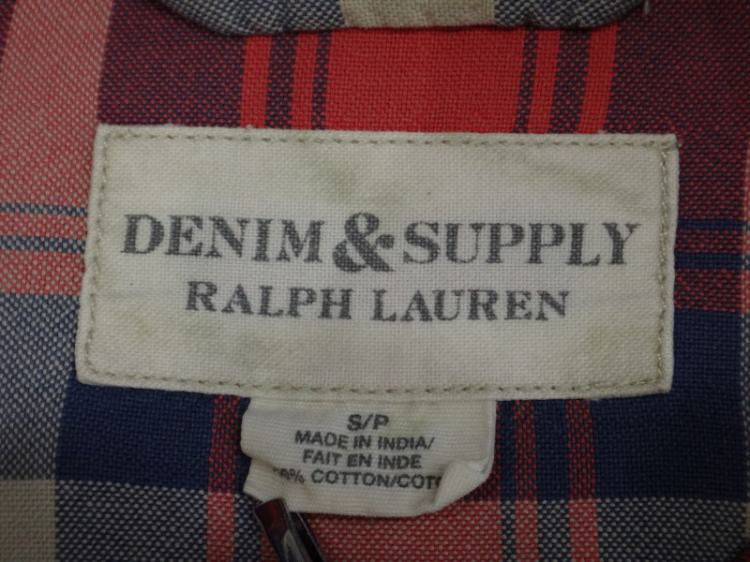 DENIM & SUPPLY
RALPH LAUREN
S/P
MADE IN INDIA/
FAIT EN INDE
COTTON/